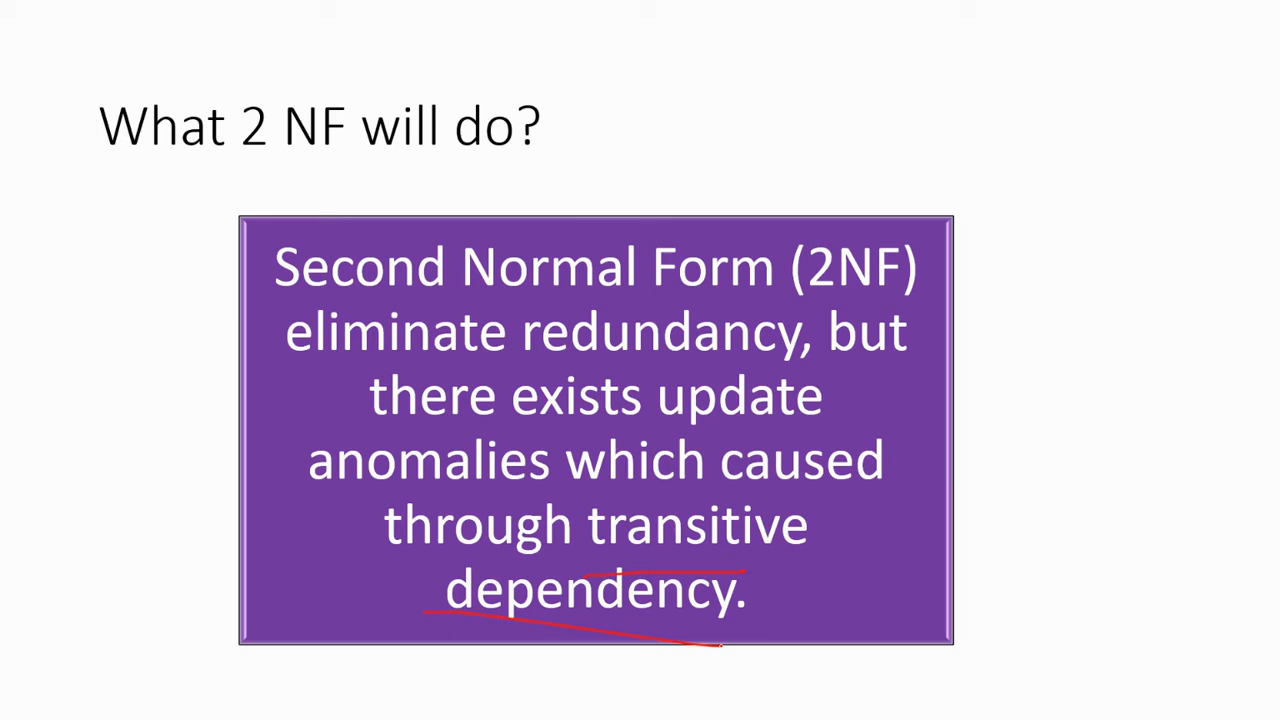 What 2 NF will do?
Second Normal Form (2NF)
eliminate redundancy, but
there exists update
anomalies which caused
through transitive
dependency.